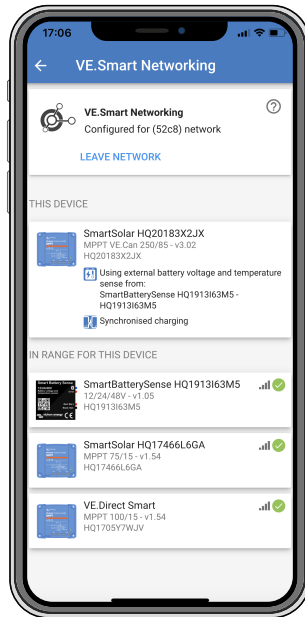 17:06
VE.Smart Networking
VE.Smart Networking
Configured for (52c8) network
LEAVE NETWORK
THIS DEVICE
SmartSolar HQ20183X2JX
MPPT VE.Can 250/85 - v3.02
HQ20183X2JX
Using external battery voltage and temperature
sense from:
SmartBatterySense HQ1913I63M5 -
HQ1913I63M5
Synchronised charging
IN RANGE FOR THIS DEVICE
Smart Battery Sense
SmartBatterySense HQ1913I63M5
12/24/48V - v1.05
HQ1913I63M5
SmartSolar HQ17466L6GA
MPPT 75/15 - v1.54
HQ17466L6GA
VE.Direct Smart
MPPT 100/15 - v1.54
HQ1705Y7WJV